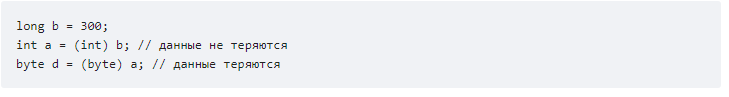 long b = 300;
int a = (int) b; // данные не теряются
byte d = (byte) a; // данные теряются